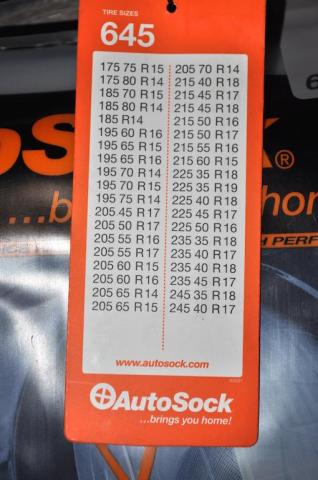 TIRE SIZES
645
175 75 R15
175 80 R14
185 70 R15
185 80 R14
185 R14
195 60 R16
195 65 R15
195 65 R16
195 70 R14
195 70 R15
195 75 R14
205 45 R17
205 50 R17
205 55 R16
205 55 R17
205 60 R15
205 60 R16
205 65 R14
205 65 R15
205 70 R14
215 40 R18
215 45 R17
215 45 R18
215 50 R16
215 50 R17
215 55 R16
215 60 R15
225 35 R18
225 35 R19
225 40 R18
225 45 R17
225 50 R16
235 35 R18
235 40 R17
235 40 R18
235 45 R17
245 35 R18
245 40 R17
www.autosock.com
AutoSock
...brings you home!
oS
ck®
...b
hor
H PERF